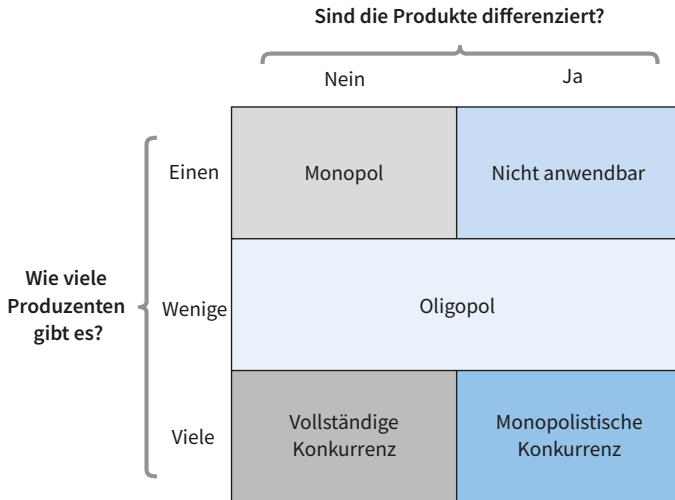 Sind die Produkte differenziert?
Nein
Ja
Einen
Monopol
Nicht anwendbar
Wie viele
Produzenten
gibt es?
Wenige
Oligopol
Viele
Vollständige
Konkurrenz
Monopolistische
Konkurrenz